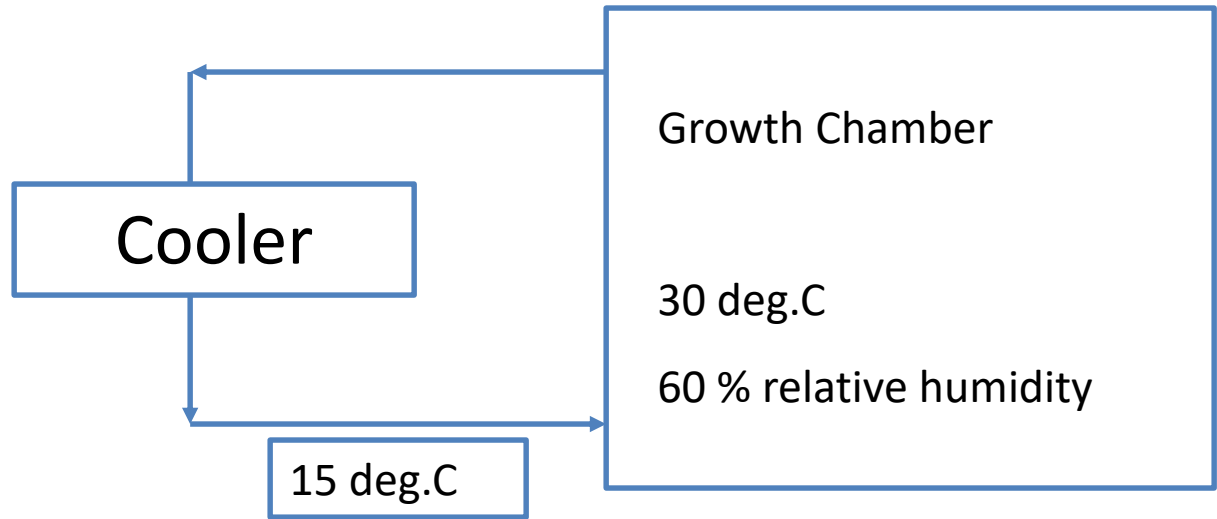 Growth Chamber
Cooler
30 deg.C
60 % relative humidity
15 deg.C